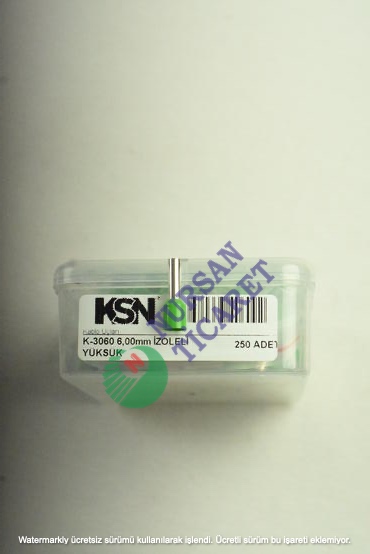 KSN
Kablo Uçları
K-3060 6,00mm İZOLELİ 250 ADET
YÜKSÜK
N NURSAN
TİCARET
Watermarkly ücretsiz sürümü kullanılarak işlendi. Ücretli sürüm bu işareti eklemiyor.